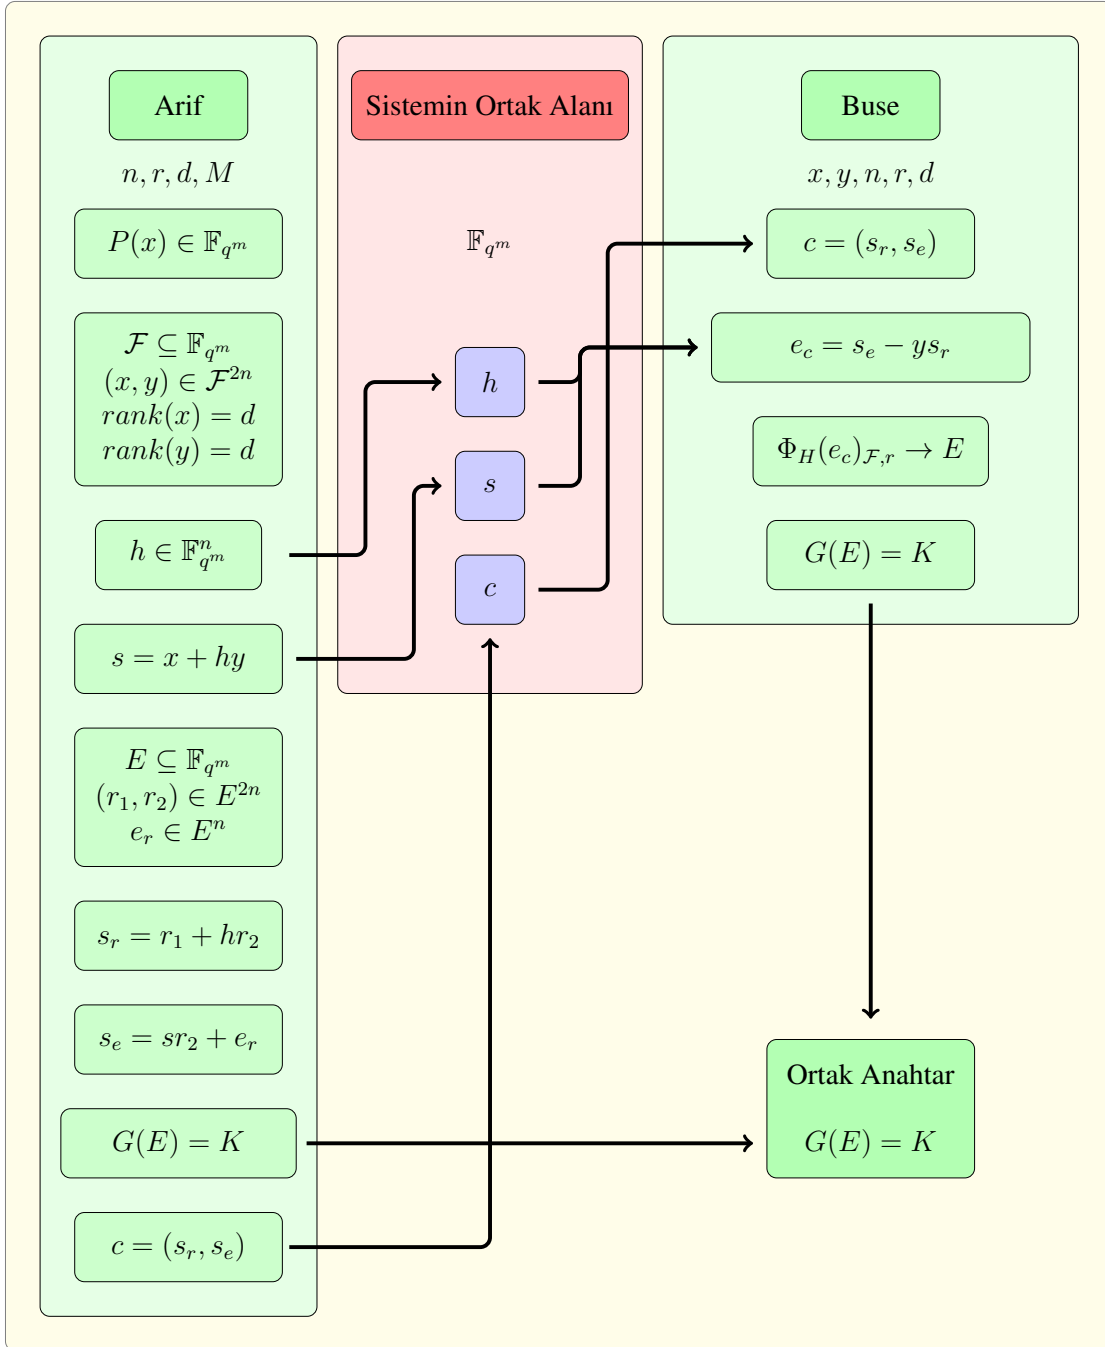 Arif
n, r, d, M
P(x) ∈ 𝔽_{q^m}
ℱ ⊆ 𝔽_{q^m}
(x, y) ∈ ℱ^{2n}
rank(x) = d
rank(y) = d
h ∈ 𝔽^n_{q^m}
s = x + hy
E ⊆ 𝔽_{q^m}
(r_1, r_2) ∈ E^{2n}
e_r ∈ E^n
s_r = r_1 + hr_2
s_e = sr_2 + e_r
G(E) = K
c = (s_r, s_e)
Sistemin Ortak Alanı
𝔽_{q^m}
h
s
c
Buse
x, y, n, r, d
c = (s_r, s_e)
e_c = s_e − ys_r
Φ_H(e_c)_{ℱ,r} → E
G(E) = K
Ortak Anahtar
G(E) = K